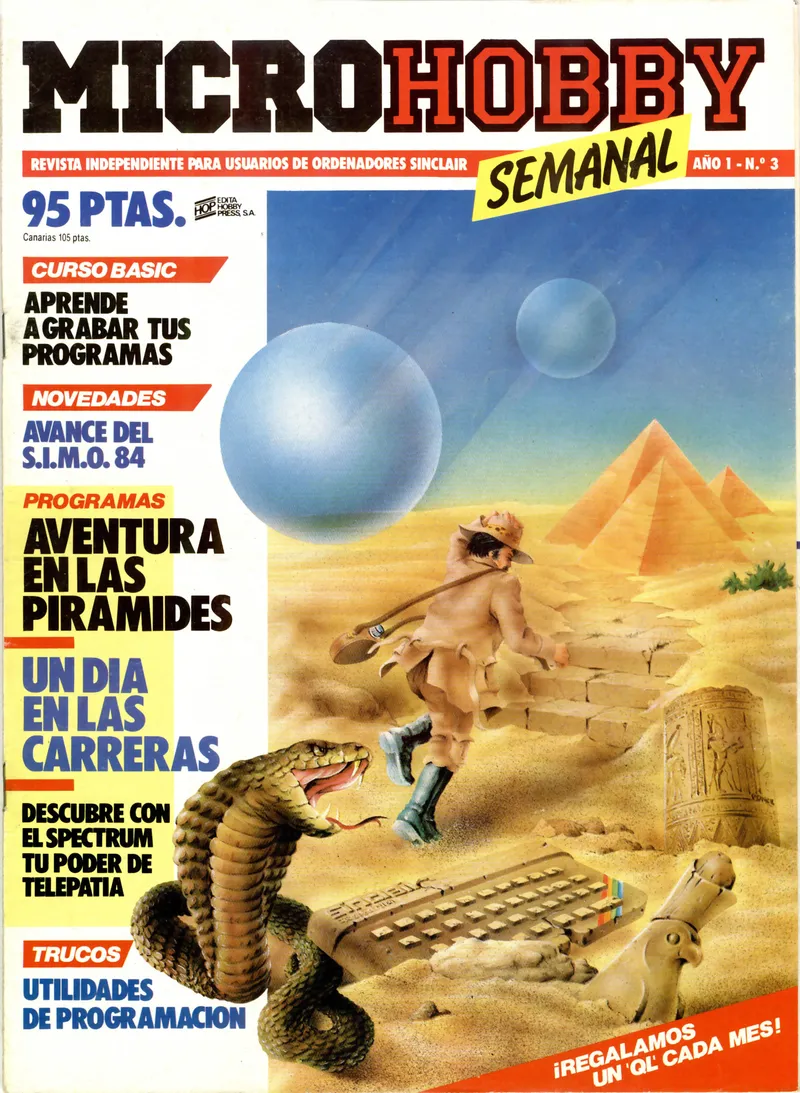 MICROHOBBY
REVISTA INDEPENDIENTE PARA USUARIOS DE ORDENADORES SINCLAIR
SEMANAL
AÑO 1 - N.º 3
95 PTAS.
HOP
EDITA
HOBBY
PRESS, S.A.
Canarias 105 ptas.
CURSO BASIC
APRENDE
A GRABAR TUS
PROGRAMAS
NOVEDADES
AVANCE DEL
S.I.M.O. 84
PROGRAMAS
AVENTURA
EN LAS
PIRAMIDES
UN DIA
EN LAS
CARRERAS
DESCUBRE CON
EL SPECTRUM
TU PODER DE
TELEPATIA
TRUCOS
UTILIDADES
DE PROGRAMACION
¡REGALAMOS
UN 'QL' CADA MES!